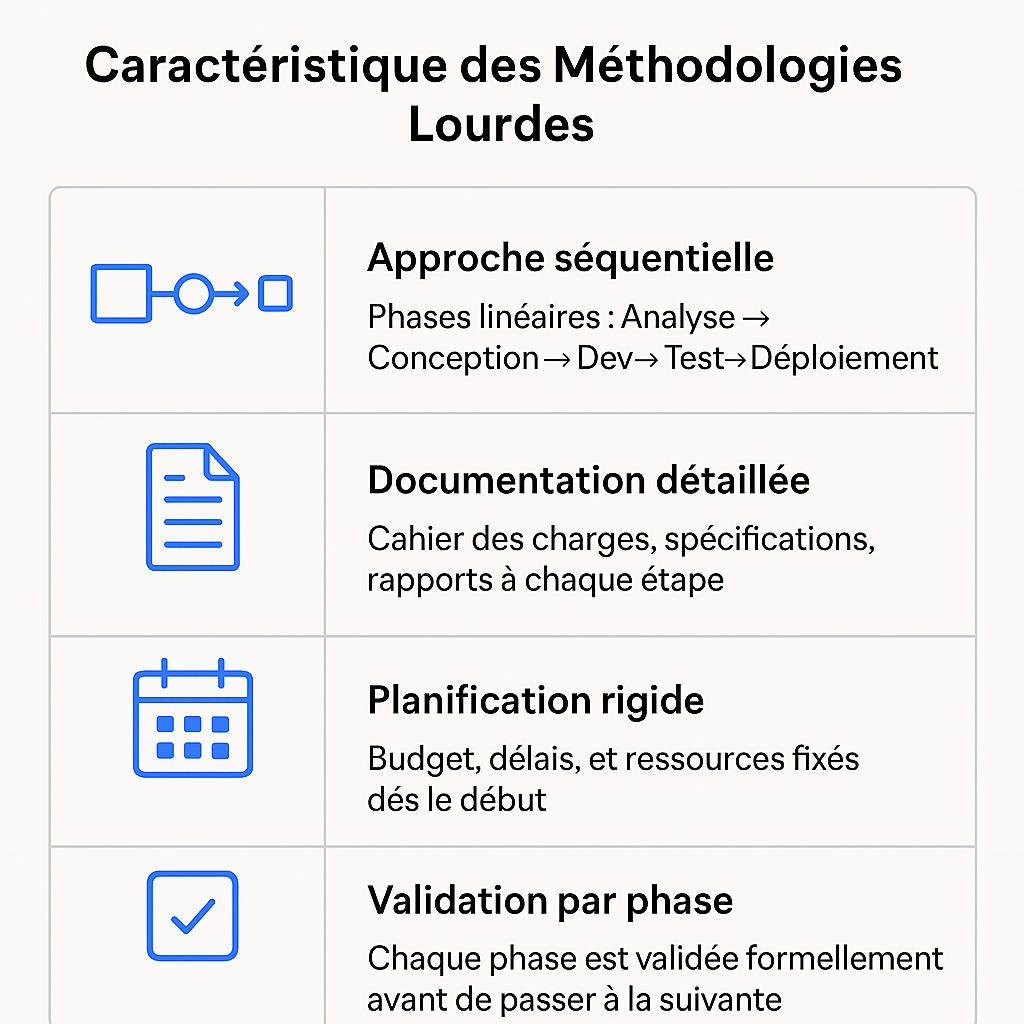 Caractéristique des Méthodologies
Lourdes
Approche séquentielle
Phases linéaires : Analyse →
Conception → Dev → Test → Déploiement
Documentation détaillée
Cahier des charges, spécifications,
rapports à chaque étape
Planification rigide
Budget, délais, et ressources fixés
dés le début
Validation par phase
Chaque phase est validée formellement
avant de passer à la suivante